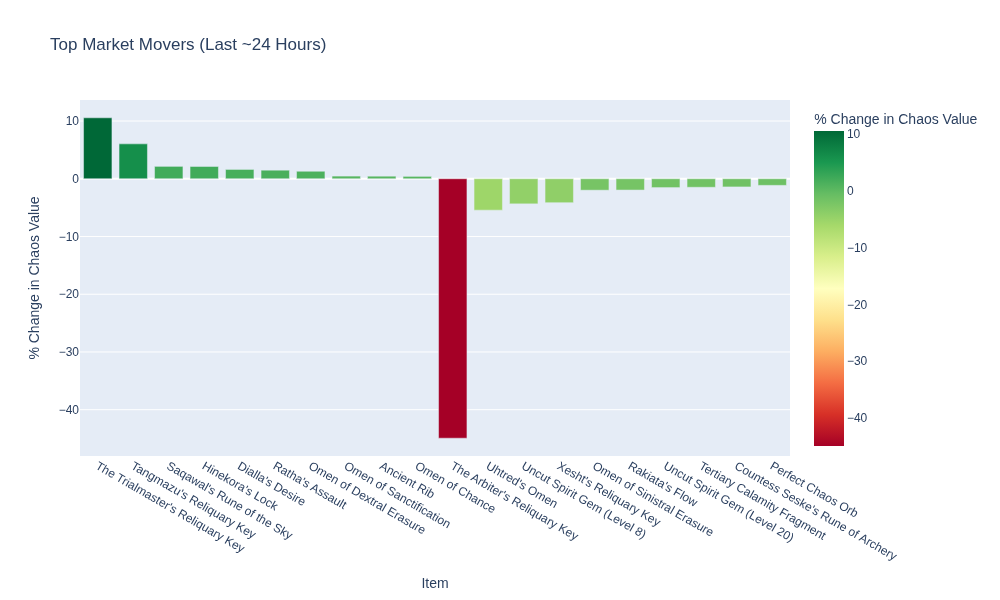 Top Market Movers (Last ~24 Hours)
% Change in Chaos Value
10
0
−10
−20
−30
−40
% Change in Chaos Value
10
0
−10
−20
−30
−40
The Trialmaster's Reliquary Key
Tangmazu's Reliquary Key
Saqawal's Rune of the Sky
Hinekora's Lock
Dialla's Desire
Ratha's Assault
Omen of Dextral Erasure
Omen of Sanctification
Ancient Rib
Omen of Chance
The Arbiter's Reliquary Key
Uhtred's Omen
Uncut Spirit Gem (Level 8)
Xesht's Reliquary Key
Omen of Sinistral Erasure
Rakiata's Flow
Uncut Spirit Gem (Level 20)
Tertiary Calamity Fragment
Countess Seske's Rune of Archery
Perfect Chaos Orb
Item